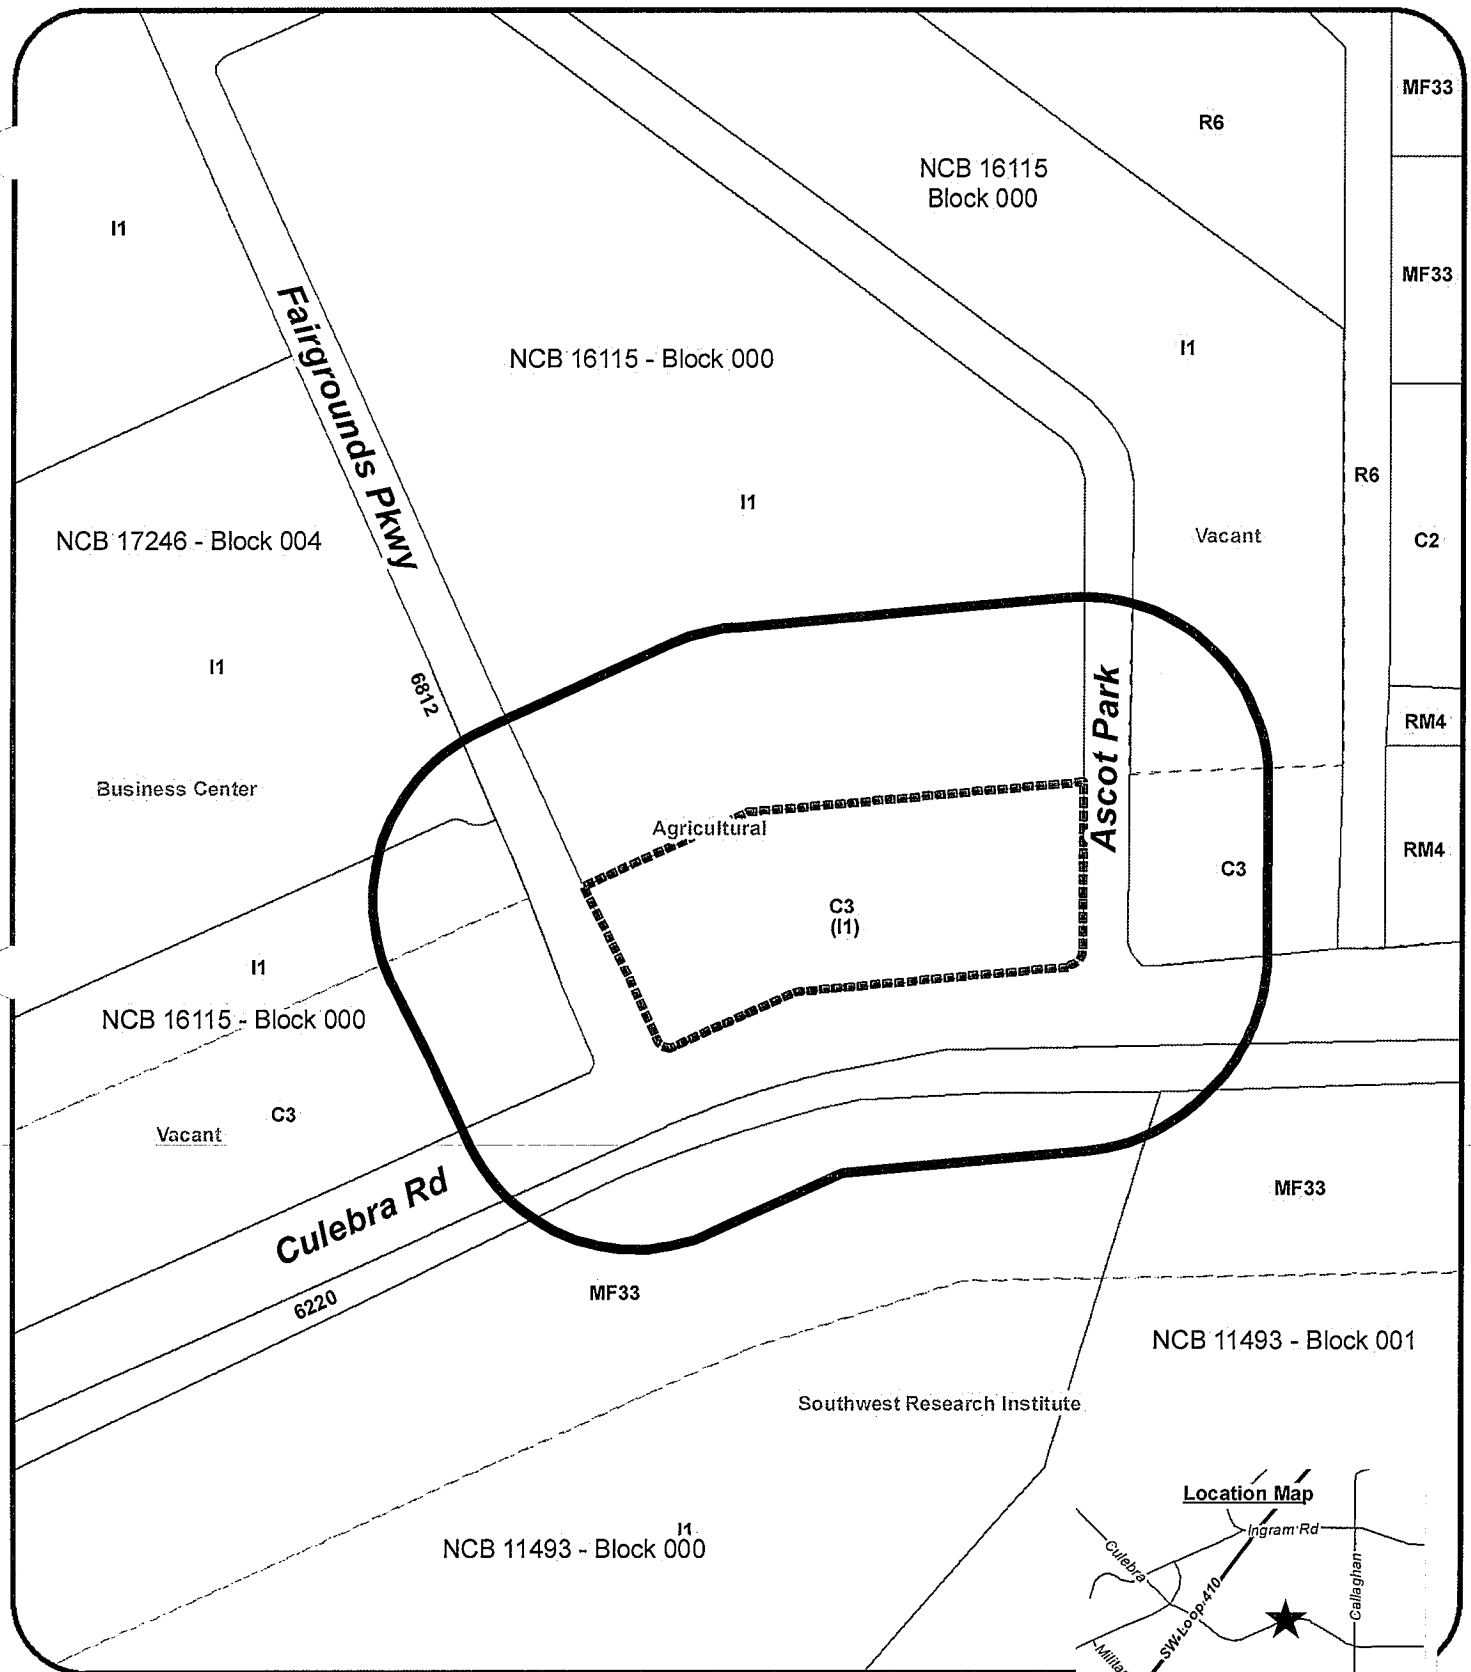 MF33
R6
NCB 16115
Block 000
I1
MF33
Fairgrounds Pkwy
NCB 16115 - Block 000
I1
R6
I1
NCB 17246 - Block 004
Vacant
C2
I1
6812
Ascot Park
RM4
Business Center
Agricultural
RM4
C3
C3
(I1)
I1
NCB 16115 - Block 000
C3
Vacant
Culebra Rd
MF33
6220
MF33
NCB 11493 - Block 001
Southwest Research Institute
I1
NCB 11493 - Block 000
Location Map
Ingram Rd
Culebra
SW Loop 410
Callaghan